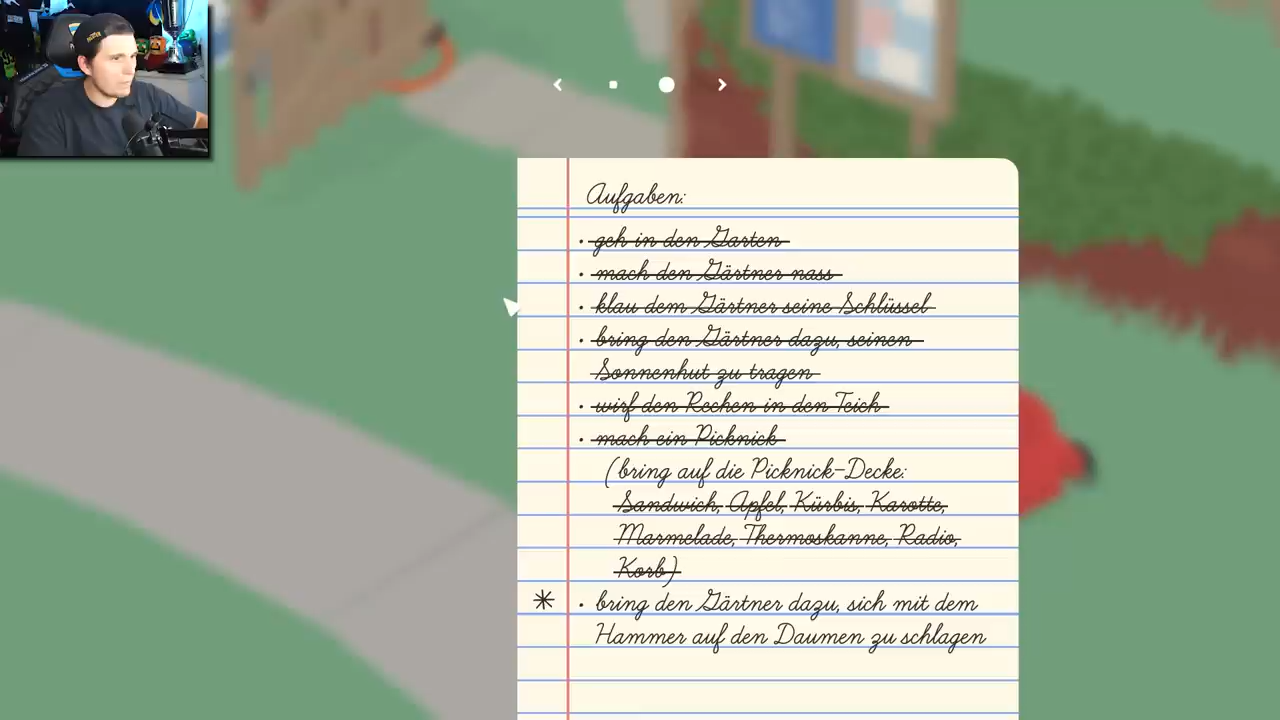 Aufgaben:
• geh in den Garten
• mach den Gärtner nass
• klau dem Gärtner seine Schlüssel
• bring den Gärtner dazu, seinen
Sonnenhut zu tragen
• wirf den Rechen in den Teich
• mach ein Picknick
(bring auf die Picknick-Decke:
Sandwich, Apfel, Kürbis, Karotte,
Marmelade, Thermoskanne, Radio,
Korb)
• bring den Gärtner dazu, sich mit dem
Hammer auf den Daumen zu schlagen